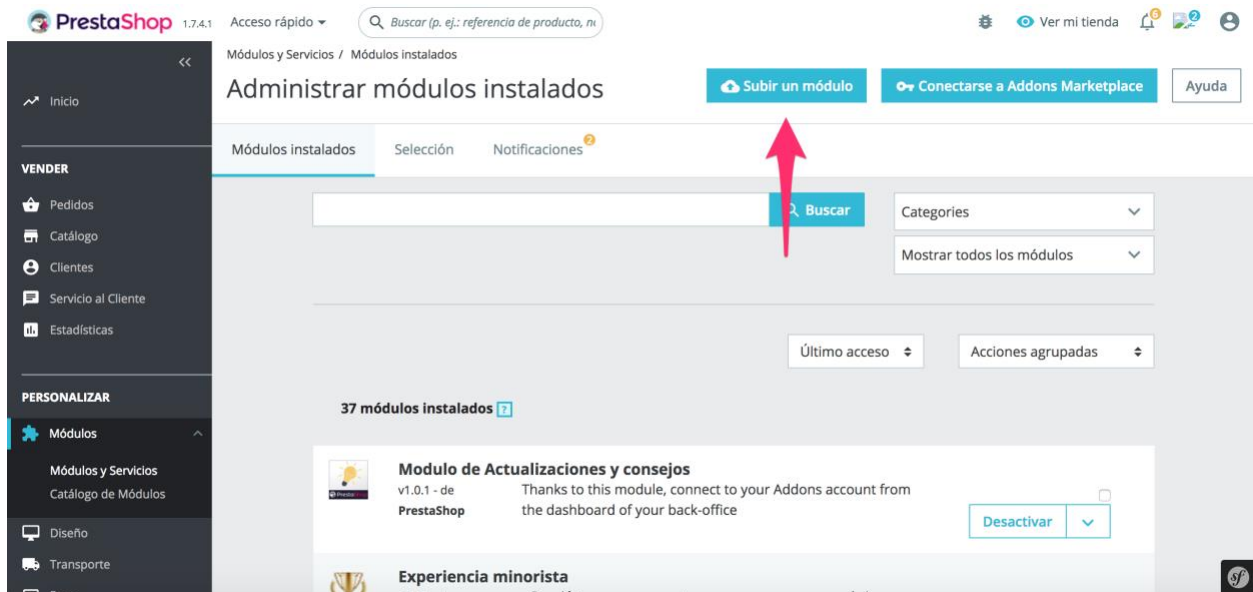 PrestaShop 1.7.4.1 Acceso rápido Buscar (p. ej.: referencia de producto, Ver mi tienda 6 2
Módulos y Servicios / Módulos instalados
Administrar módulos instalados
Subir un módulo
Conectarse a Addons Marketplace
Ayuda
Inicio
VENDER
Pedidos
Catálogo
Clientes
Servicio al Cliente
Estadísticas
PERSONALIZAR
Módulos
Módulos y Servicios
Catálogo de Módulos
Diseño
Transporte
Módulos instalados Selección Notificaciones 2
Buscar
Categories
Mostrar todos los módulos
Último acceso
Acciones agrupadas
37 módulos instalados ?
Modulo de Actualizaciones y consejos
v1.0.1 - de
PrestaShop
Thanks to this module, connect to your Addons account from
the dashboard of your back-office
Desactivar
Experiencia minorista
sf